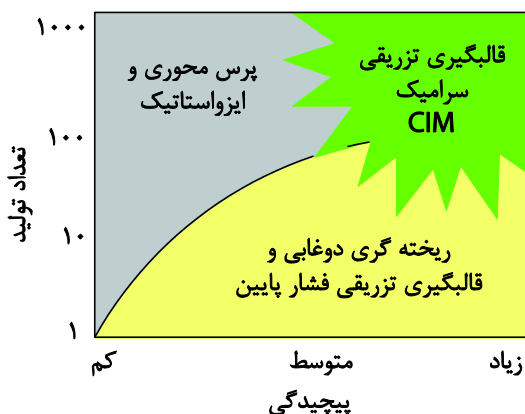 ۱۰۰۰
۱۰۰
۱۰
۱
تعداد تولید
پرس محوری و
ایزواستاتیک
قالبگیری تزریقی
سرامیک
CIM
ریخته گری دوغابی و
قالبگیری تزریقی فشار پایین
کم
متوسط
زیاد
پیچیدگی